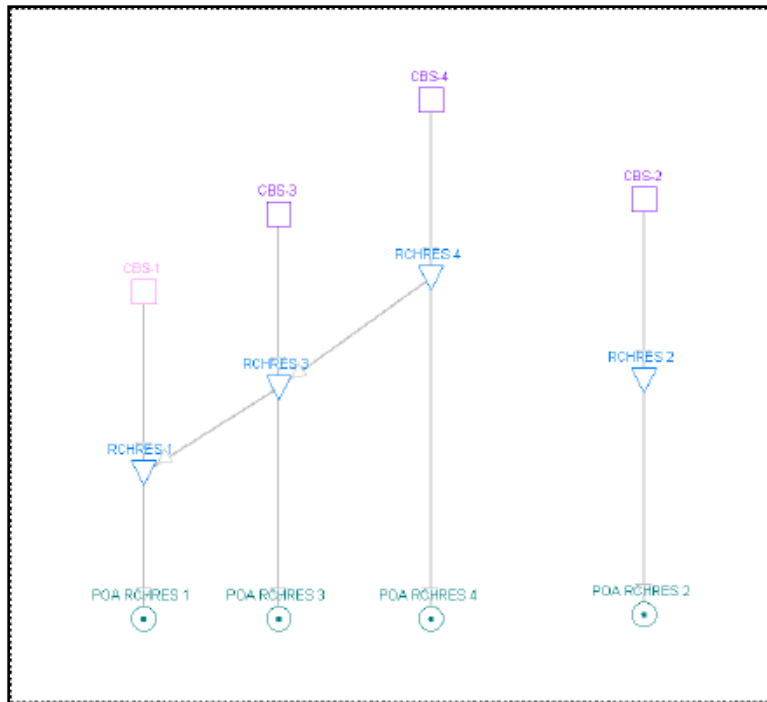 CBS-4
CBS-3
CBS-2
CBS-1
RCHRES 4
RCHRES 3
RCHRES 2
RCHRES 1
POA RCHRES 1
POA RCHRES 3
POA RCHRES 4
POA RCHRES 2